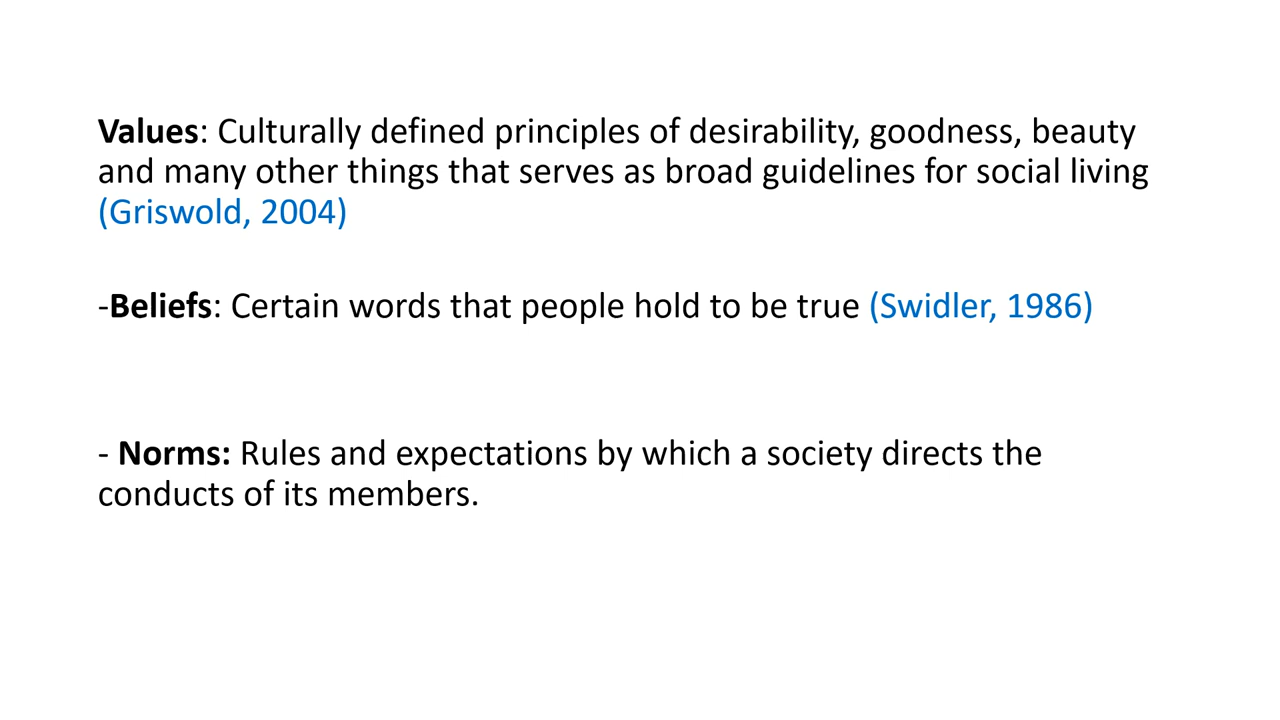 Values: Culturally defined principles of desirability, goodness, beauty
and many other things that serves as broad guidelines for social living
(Griswold, 2004)
-Beliefs: Certain words that people hold to be true (Swidler, 1986)
- Norms: Rules and expectations by which a society directs the
conducts of its members.